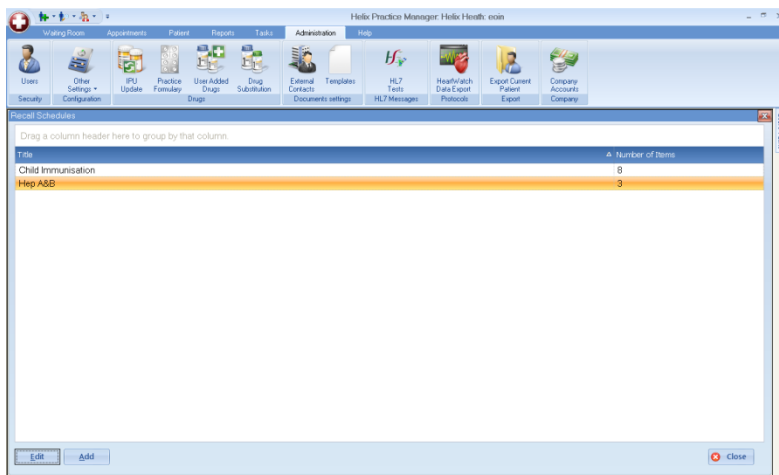 Helix Practice Manager: Helix Health: eoin
Waiting Room Appointments Patient Reports Tasks Administration Help
Users
Other Settings
IPU Update
Practice Formulary
User Added Drugs
Drug Substitution
External Contacts
Templates
HL7 Tests
HeartWatch Data Export
Export Current Patient
Company Accounts
Security Configuration Drugs Documents settings HL7 Messages Protocols Export Company
Recall Schedules
Drag a column header here to group by that column.
Title Number of Items
Child Immunisation 8
Hep A&B 3
Edit Add Close